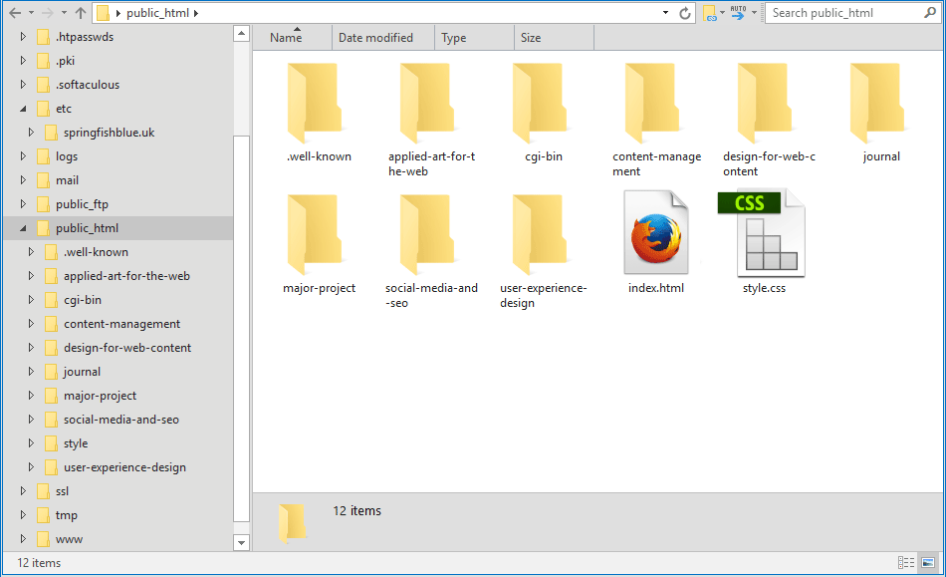 public_html
AUTO
Search public_html
.htpasswds
.pki
.softaculous
etc
springfishblue.uk
logs
mail
public_ftp
public_html
.well-known
applied-art-for-the-web
cgi-bin
content-management
design-for-web-content
journal
major-project
social-media-and-seo
style
user-experience-design
ssl
tmp
www
Name
Date modified
Type
Size
.well-known
applied-art-for-t
he-web
cgi-bin
content-manage
ment
design-for-web-c
ontent
journal
major-project
social-media-and
-seo
user-experience-
design
index.html
CSS
style.css
12 items
12 items